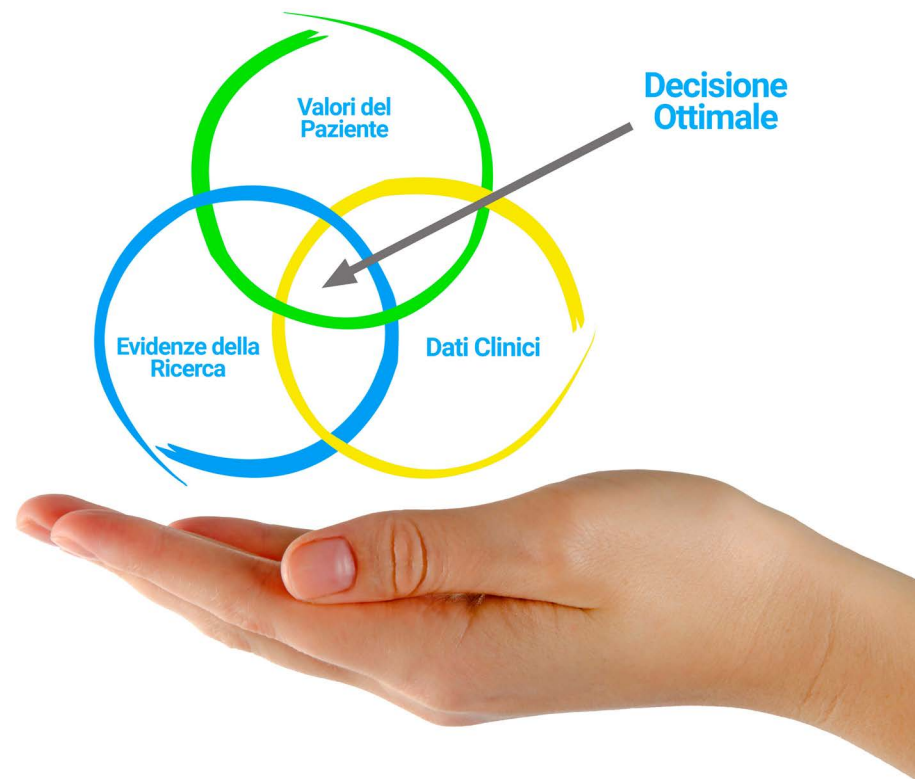 Valori del
Paziente
Decisione
Ottimale
Evidenze della
Ricerca
Dati Clinici